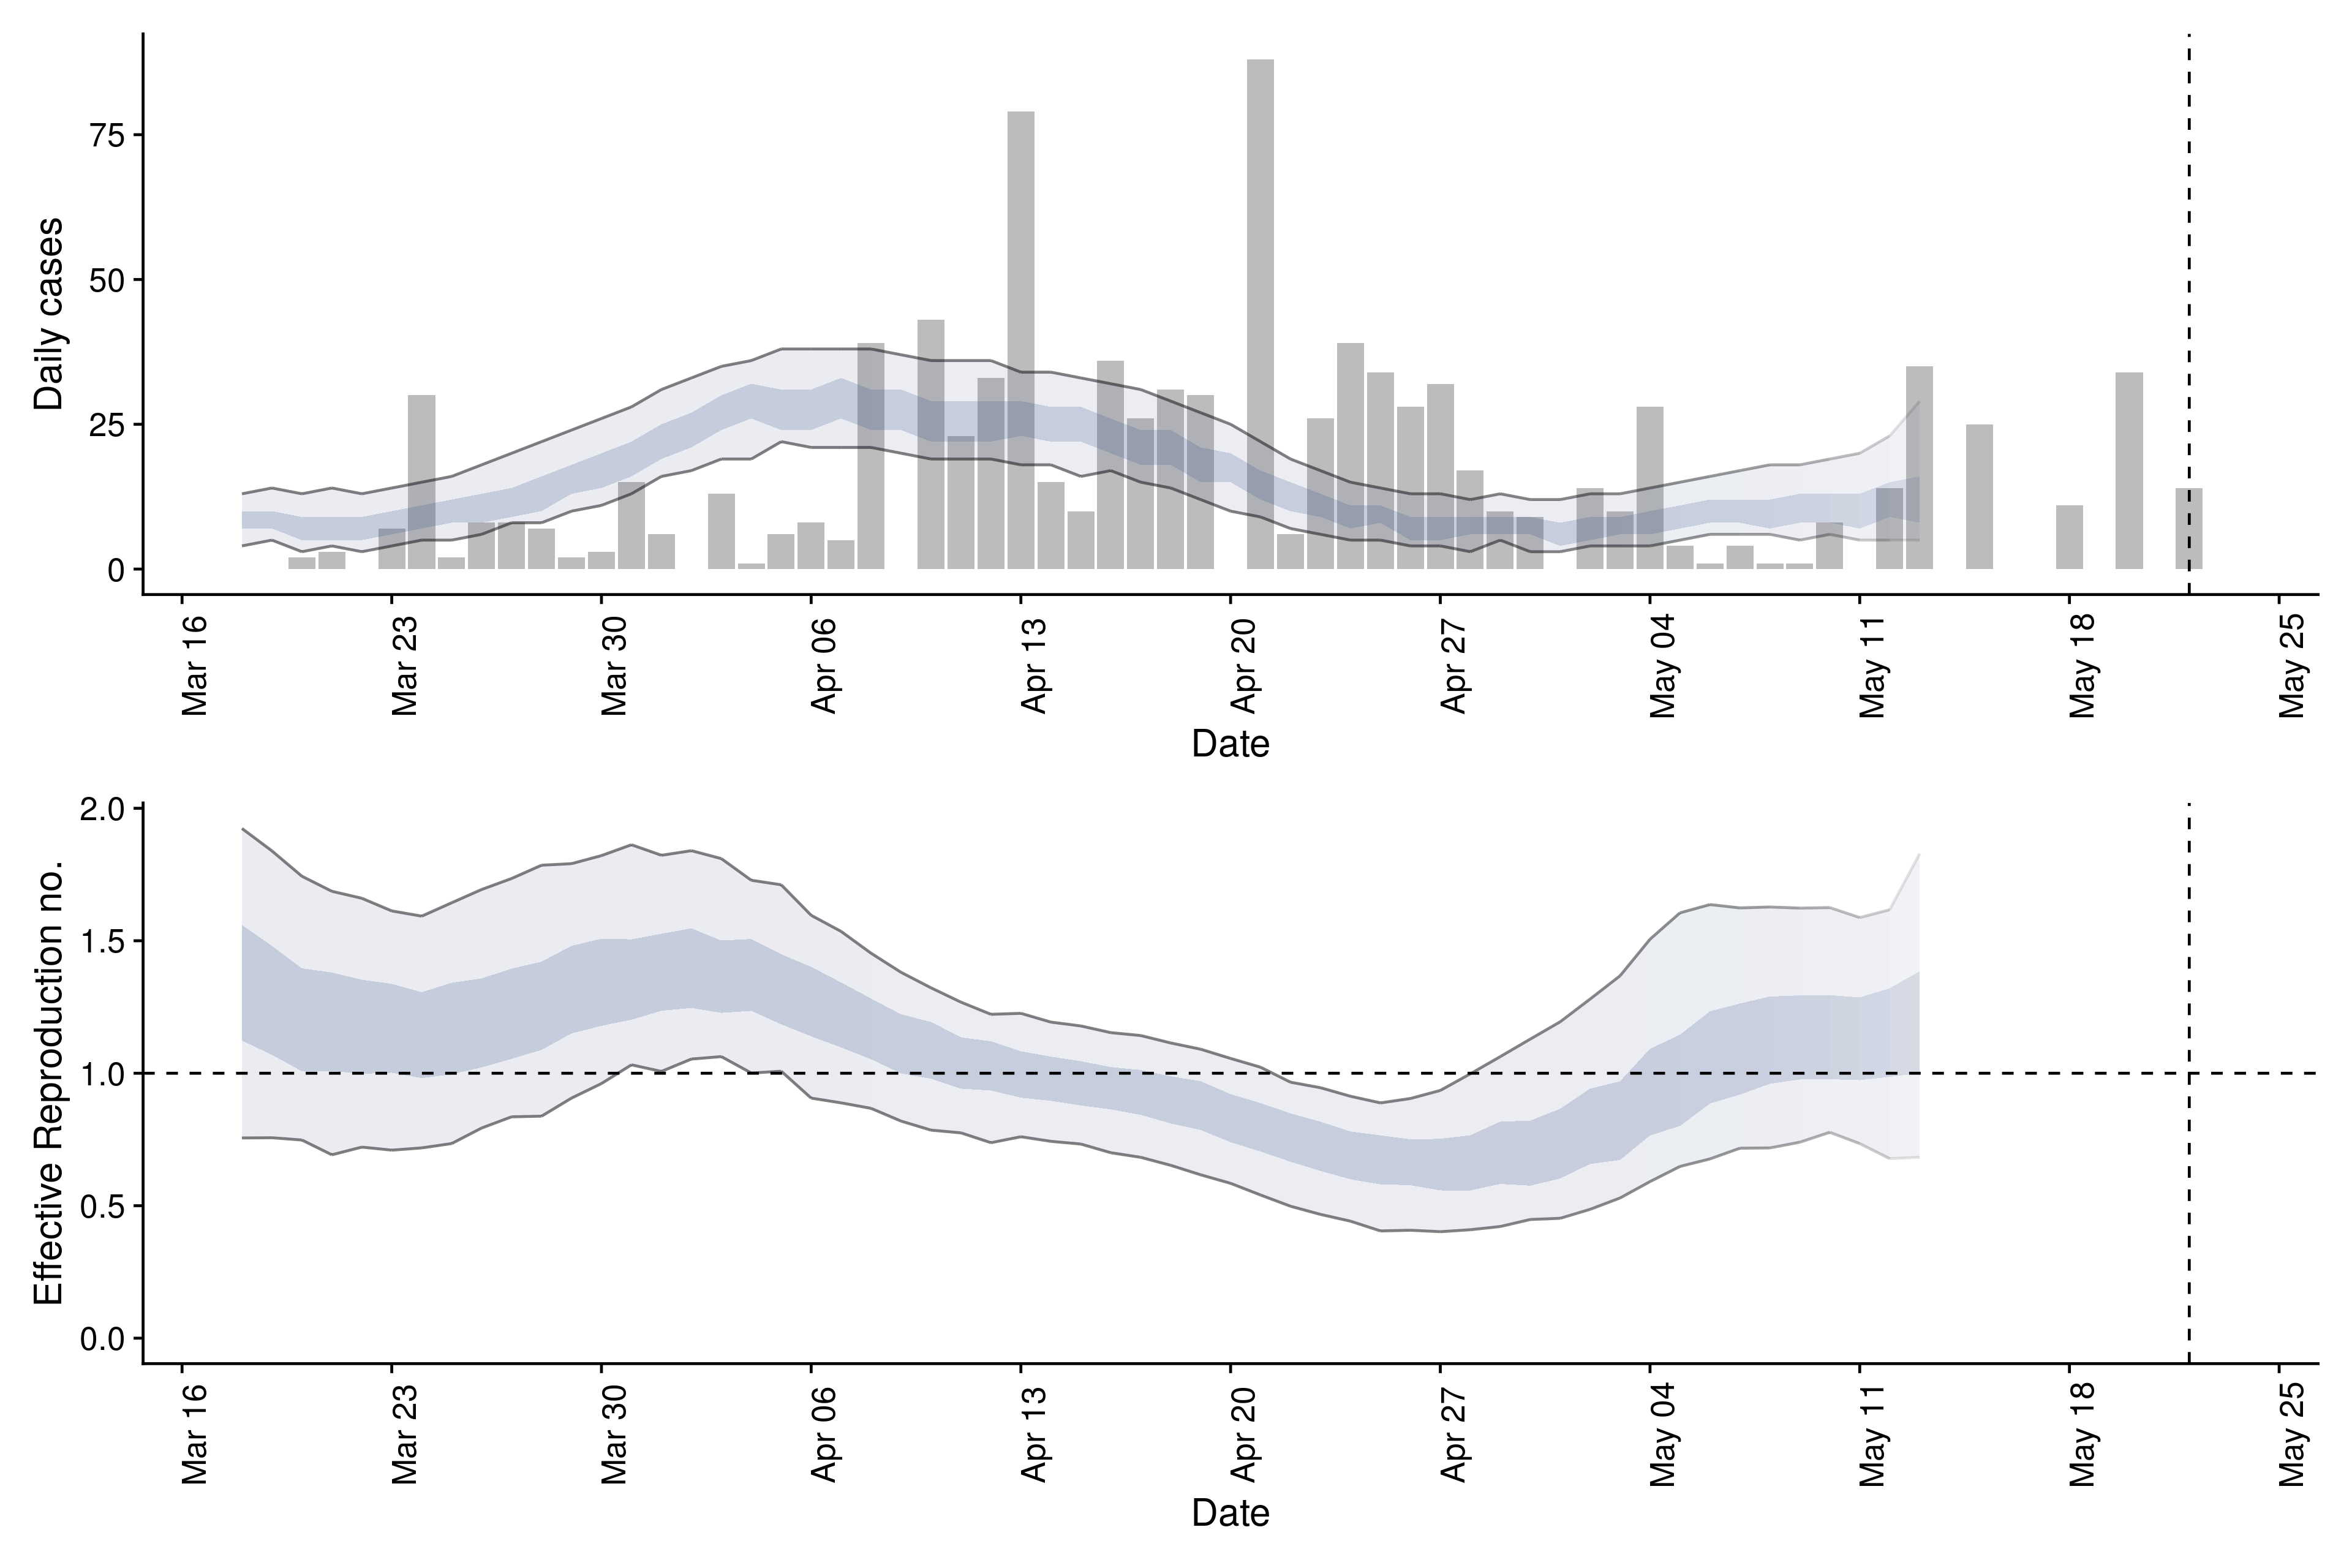 Daily cases
75
50
25
0
Mar 16
Mar 23
Mar 30
Apr 06
Apr 13
Apr 20
Apr 27
May 04
May 11
May 18
May 25
Date
Effective Reproduction no.
2.0
1.5
1.0
0.5
0.0
Mar 16
Mar 23
Mar 30
Apr 06
Apr 13
Apr 20
Apr 27
May 04
May 11
May 18
May 25
Date